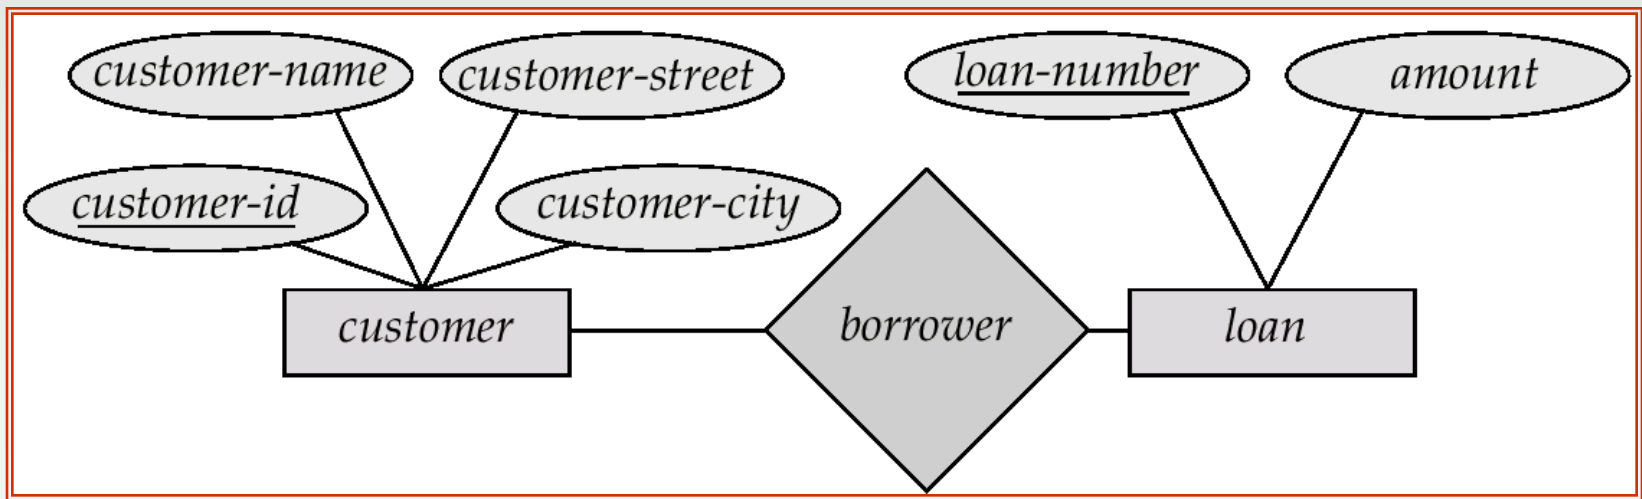 customer-name
customer-street
loan-number
amount
customer-id
customer-city
customer
borrower
loan